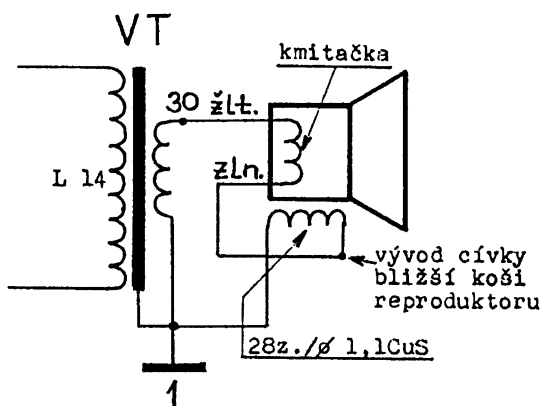 VT
kmitačka
30 žlt.
L 14
zln.
vývod cívky
bližší koši
reproduktoru
28z./ø 1,1CuS
1